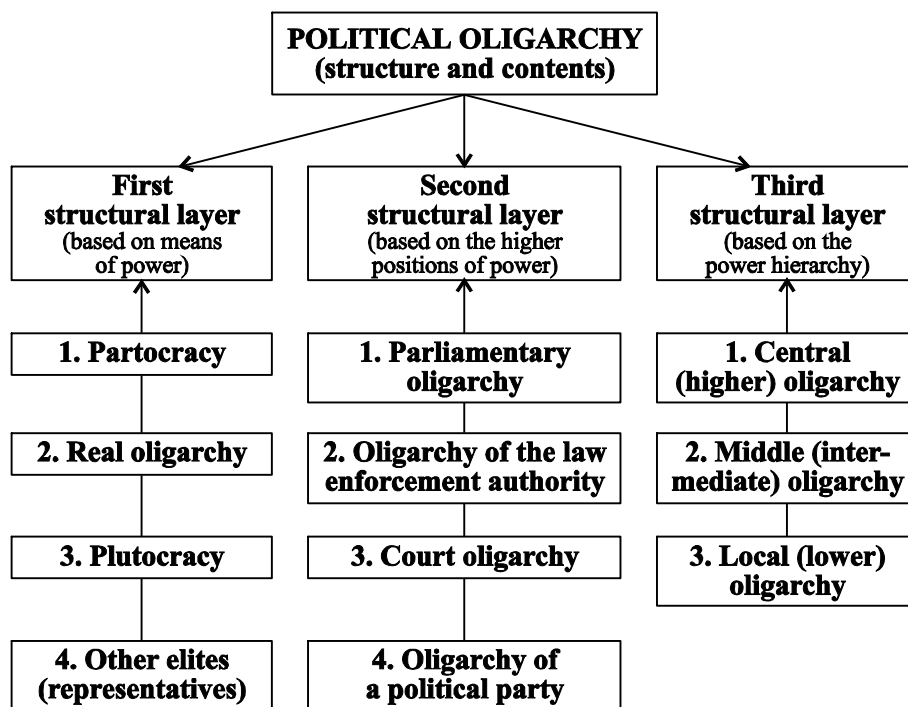 POLITICAL OLIGARCHY
(structure and contents)
First
structural layer
(based on means
of power)
Second
structural layer
(based on the higher
positions of power)
Third
structural layer
(based on the
power hierarchy)
1. Partocracy
2. Real oligarchy
3. Plutocracy
4. Other elites
(representatives)
1. Parliamentary
oligarchy
2. Oligarchy of the law
enforcement authority
3. Court oligarchy
4. Oligarchy of
a political party
1. Central
(higher) oligarchy
2. Middle (inter-
mediate) oligarchy
3. Local (lower)
oligarchy